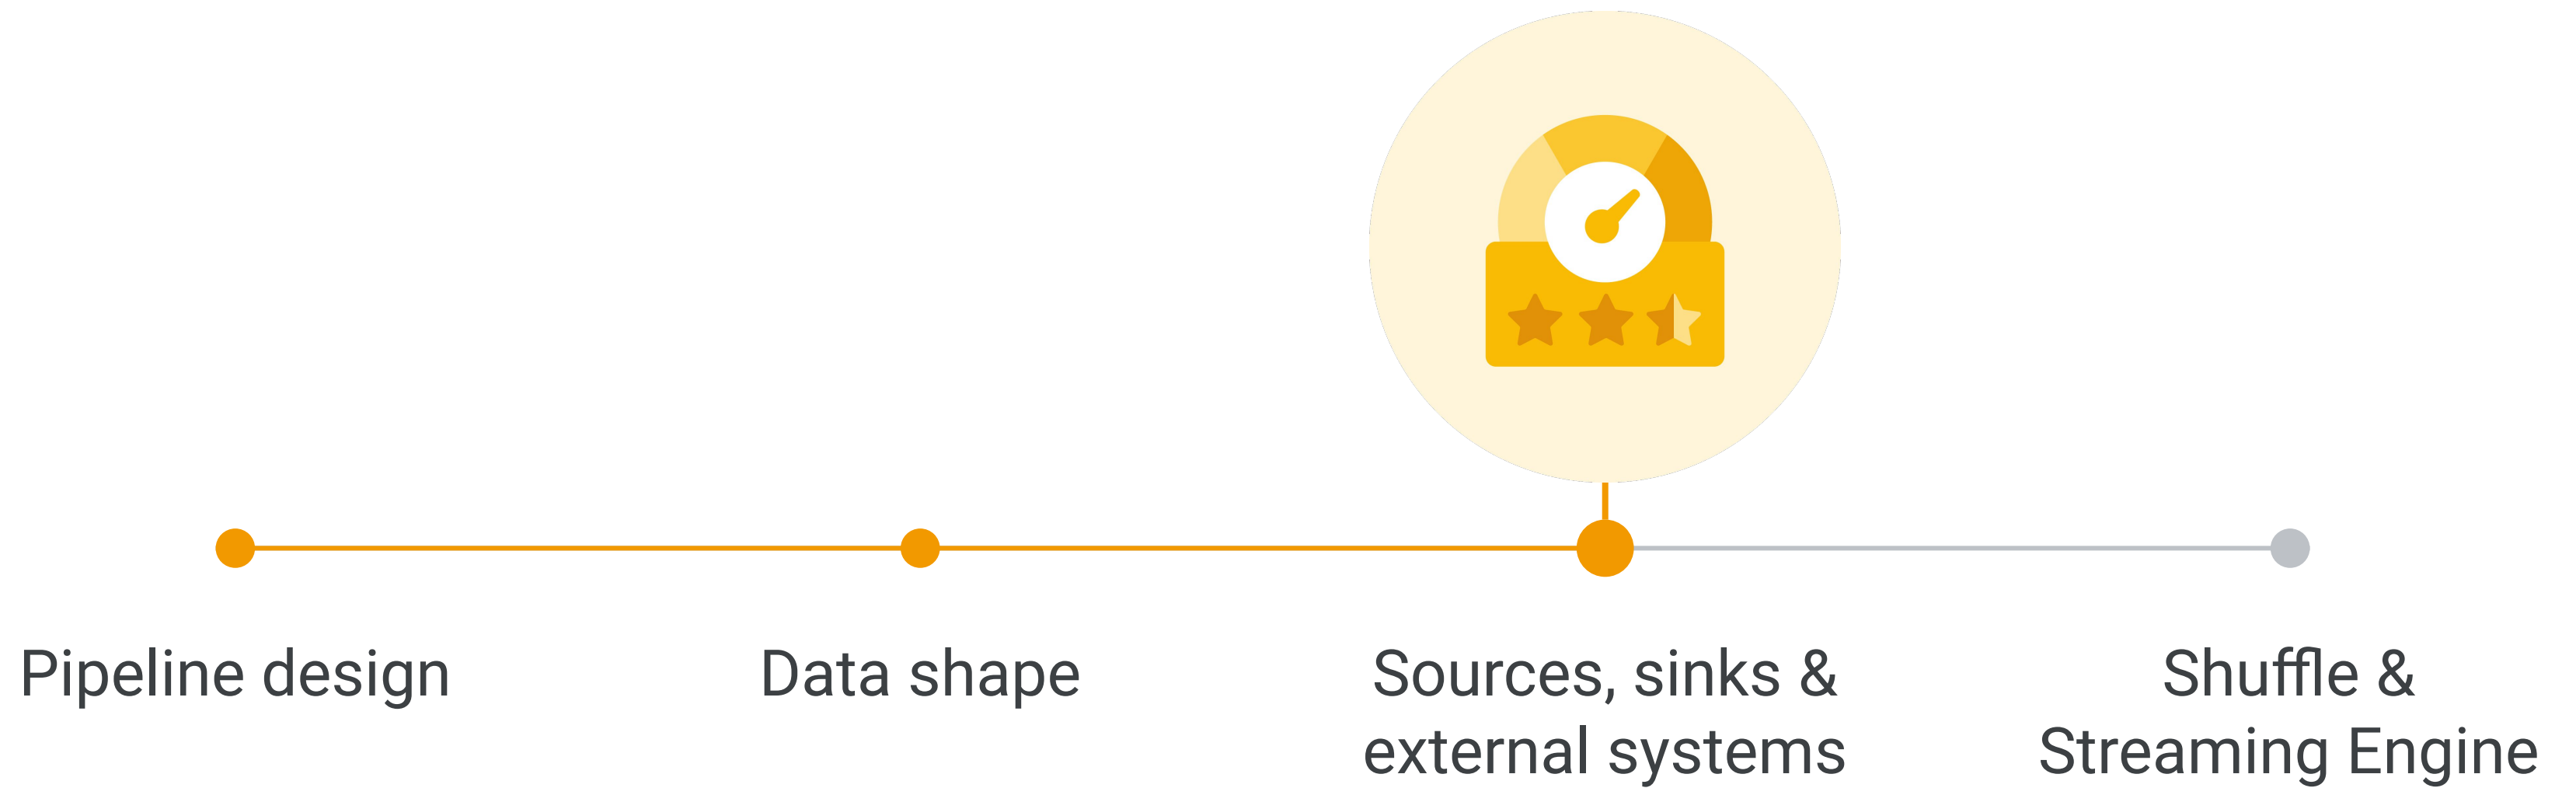 Pipeline design
Data shape
Sources, sinks &
external systems
Shuffle &
Streaming Engine